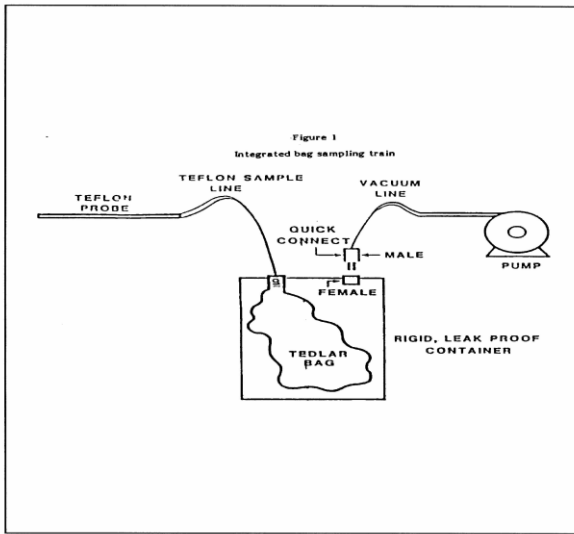 Figure 1
Integrated bag sampling train
TEFLON SAMPLE
LINE
TEFLON
PROBE
VACUUM
LINE
QUICK
CONNECT
MALE
PUMP
FEMALE
TEDLAR
BAG
RIGID, LEAK PROOF
CONTAINER